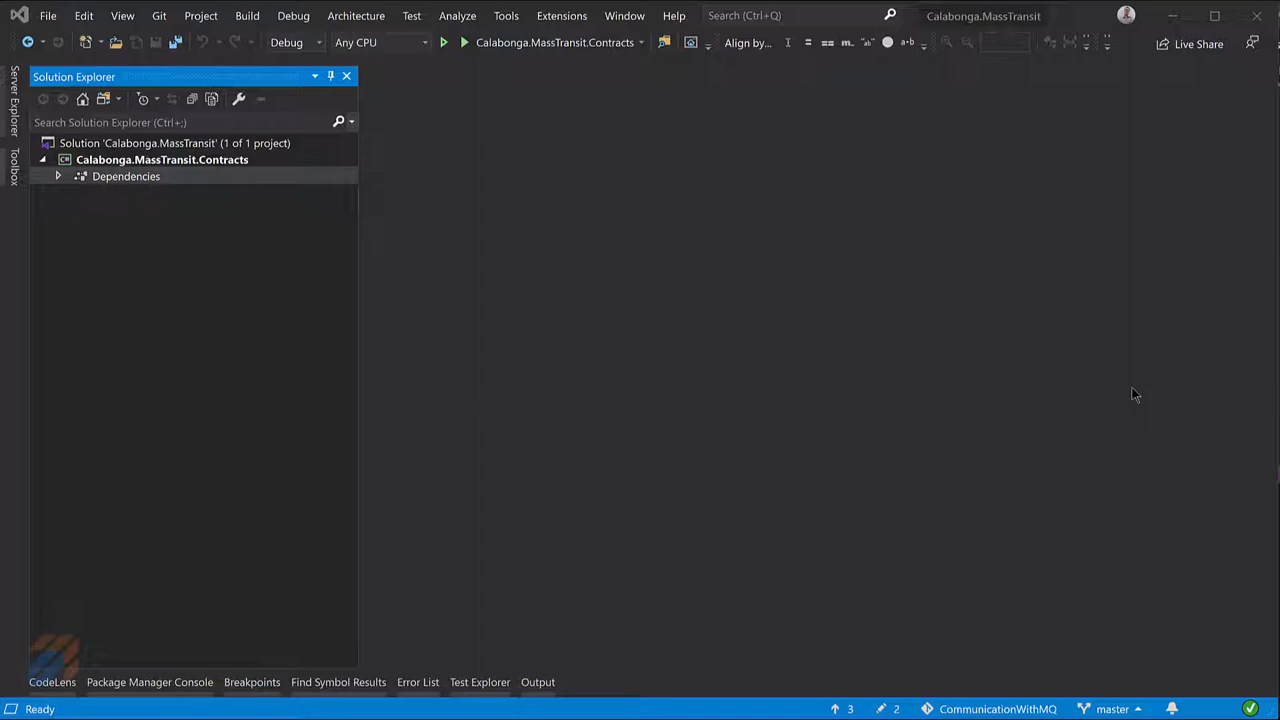 File Edit View Git Project Build Debug Architecture Test Analyze Tools Extensions Window Help Search (Ctrl+Q) Calabonga.MassTransit
Debug Any CPU Calabonga.MassTransit.Contracts Align by... Live Share
Server Explorer
Toolbox
Solution Explorer
Search Solution Explorer (Ctrl+;)
Solution 'Calabonga.MassTransit' (1 of 1 project)
C# Calabonga.MassTransit.Contracts
Dependencies
CodeLens Package Manager Console Breakpoints Find Symbol Results Error List Test Explorer Output
Ready 3 2 CommunicationWithMQ master